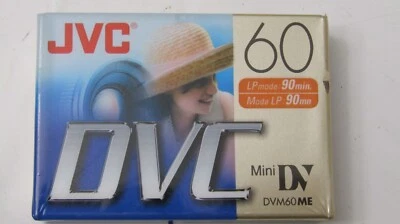 JVC
60
LP mode 90min.
Mode LP 90mn
DVC
Mini DV
DVM60ME